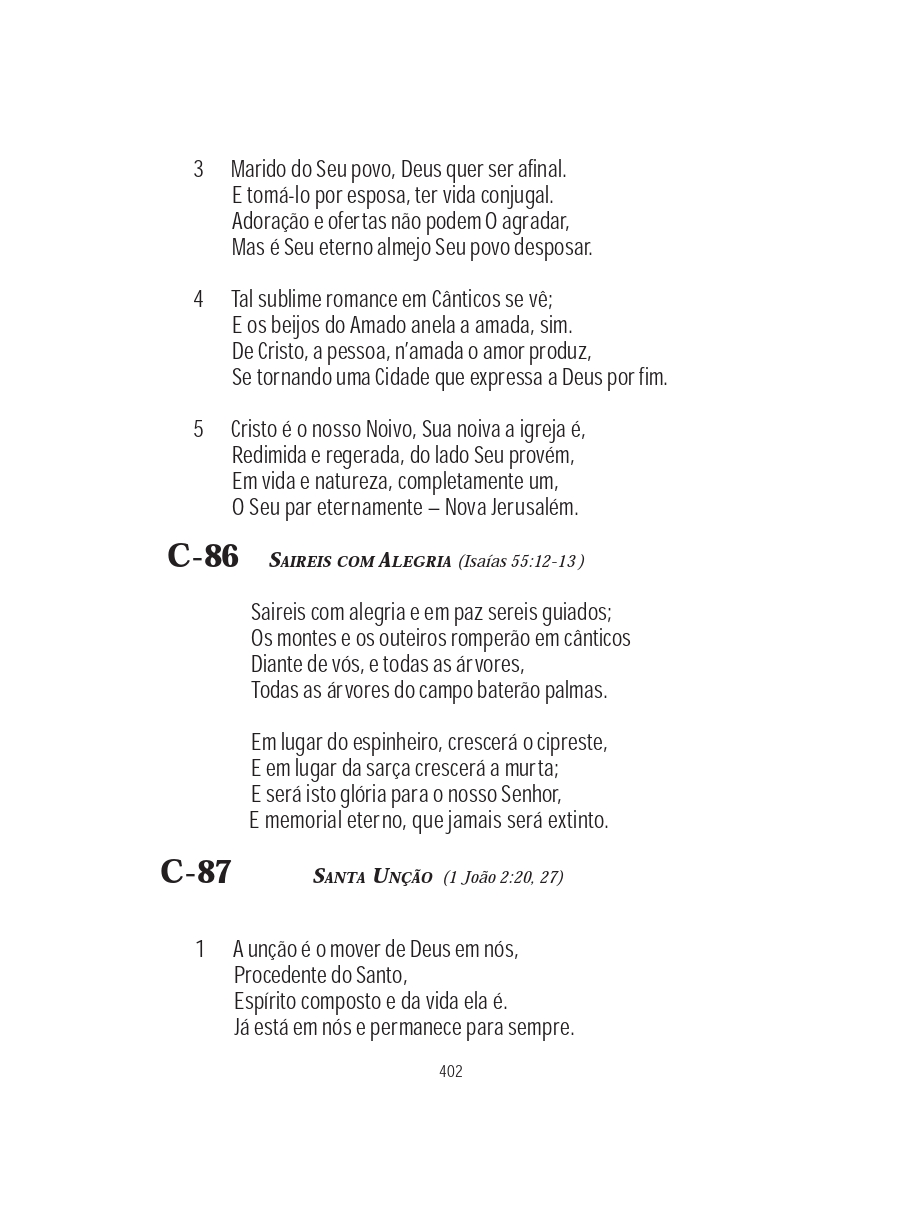 3 Marido do Seu povo, Deus quer ser afinal.
E tomá-lo por esposa, ter vida conjugal.
Adoração e ofertas não podem O agradar,
Mas é Seu eterno almejo Seu povo desposar.
4 Tal sublime romance em Cânticos se vê;
E os beijos do Amado anela a amada, sim.
De Cristo, a pessoa, n’amada o amor produz,
Se tornando uma Cidade que expressa a Deus por fim.
5 Cristo é o nosso Noivo, Sua noiva a igreja é,
Redimida e regerada, do lado Seu provém,
Em vida e natureza, completamente um,
O Seu par eternamente – Nova Jerusalém.
C-86 Saireis com Alegria (Isaías 55:12-13)
Saireis com alegria e em paz sereis guiados;
Os montes e os outeiros romperão em cânticos
Diante de vós, e todas as árvores,
Todas as árvores do campo baterão palmas.
Em lugar do espinheiro, crescerá o cipreste,
E em lugar da sarça crescerá a murta;
E será isto glória para o nosso Senhor,
E memorial eterno, que jamais será extinto.
C-87 Santa Unção (1 João 2:20, 27)
1 A unção é o mover de Deus em nós,
Procedente do Santo,
Espírito composto e da vida ela é.
Já está em nós e permanece para sempre.
402